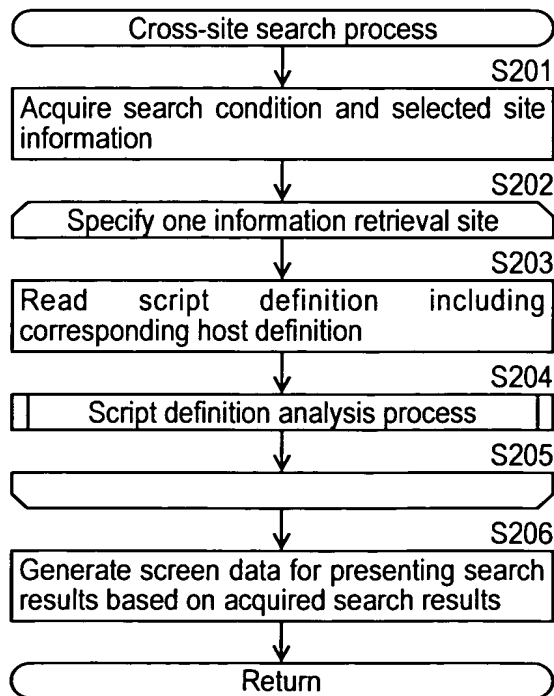 Cross-site search process
S201
Acquire search condition and selected site
information
S202
Specify one information retrieval site
S203
Read script definition including
corresponding host definition
S204
Script definition analysis process
S205
S206
Generate screen data for presenting search
results based on acquired search results
Return